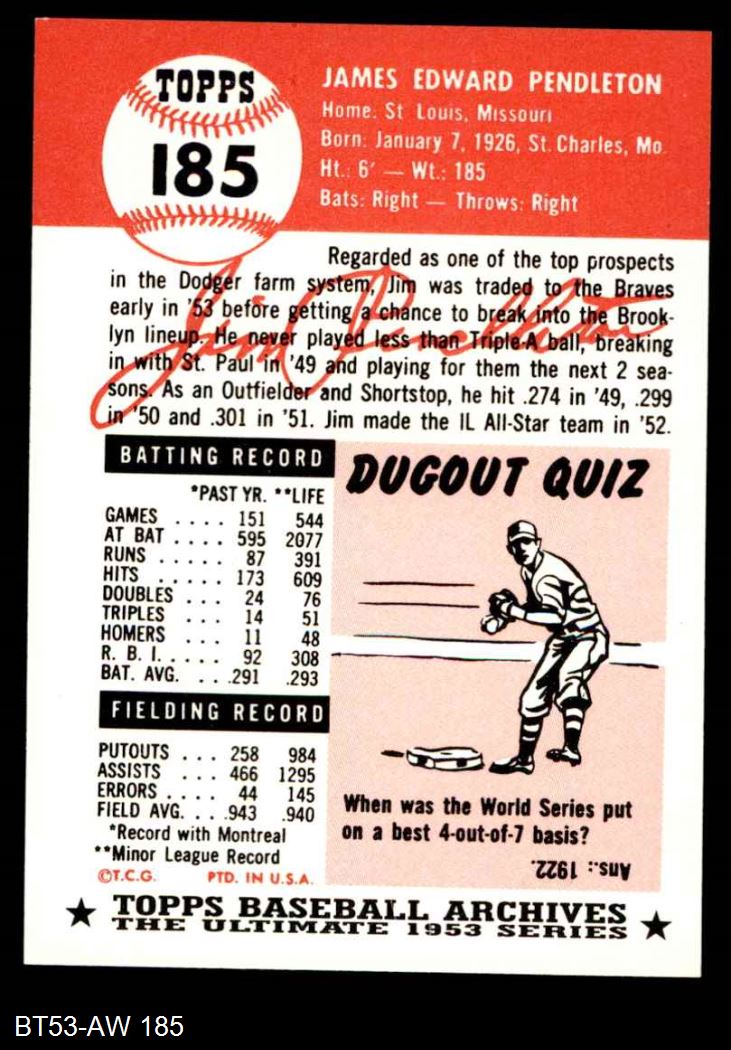 TOPPS
185
JAMES EDWARD PENDLETON
Home: St Louis, Missouri
Born: January 7, 1926, St. Charles, Mo.
Ht.: 6' — Wt.: 185
Bats: Right — Throws: Right
Regarded as one of the top prospects
in the Dodger farm system, Jim was traded to the Braves
early in '53 before getting a chance to break into the Brook-
lyn lineup. He never played less than Triple-A ball, breaking
in with St. Paul in '49 and playing for them the next 2 sea-
sons. As an Outfielder and Shortstop, he hit .274 in '49, .299
in '50 and .301 in '51. Jim made the IL All-Star team in '52.
Jim Pendleton
BATTING RECORD
*PAST YR. **LIFE
GAMES . . . . 151 544
AT BAT . . . . 595 2077
RUNS . . . . . 87 391
HITS . . . . . 173 609
DOUBLES . . . 24 76
TRIPLES . . . 14 51
HOMERS . . . 11 48
R. B. I. . . . . . 92 308
BAT. AVG. . . . .291 .293
FIELDING RECORD
PUTOUTS . . . 258 984
ASSISTS . . . . 466 1295
ERRORS . . . . 44 145
FIELD AVG. . . .943 .940
*Record with Montreal
**Minor League Record
©T.C.G. PTD. IN U.S.A.
DUGOUT QUIZ
When was the World Series put
on a best 4-out-of-7 basis?
Ans.: 1922.
★ TOPPS BASEBALL ARCHIVES ★
THE ULTIMATE 1953 SERIES
BT53-AW 185